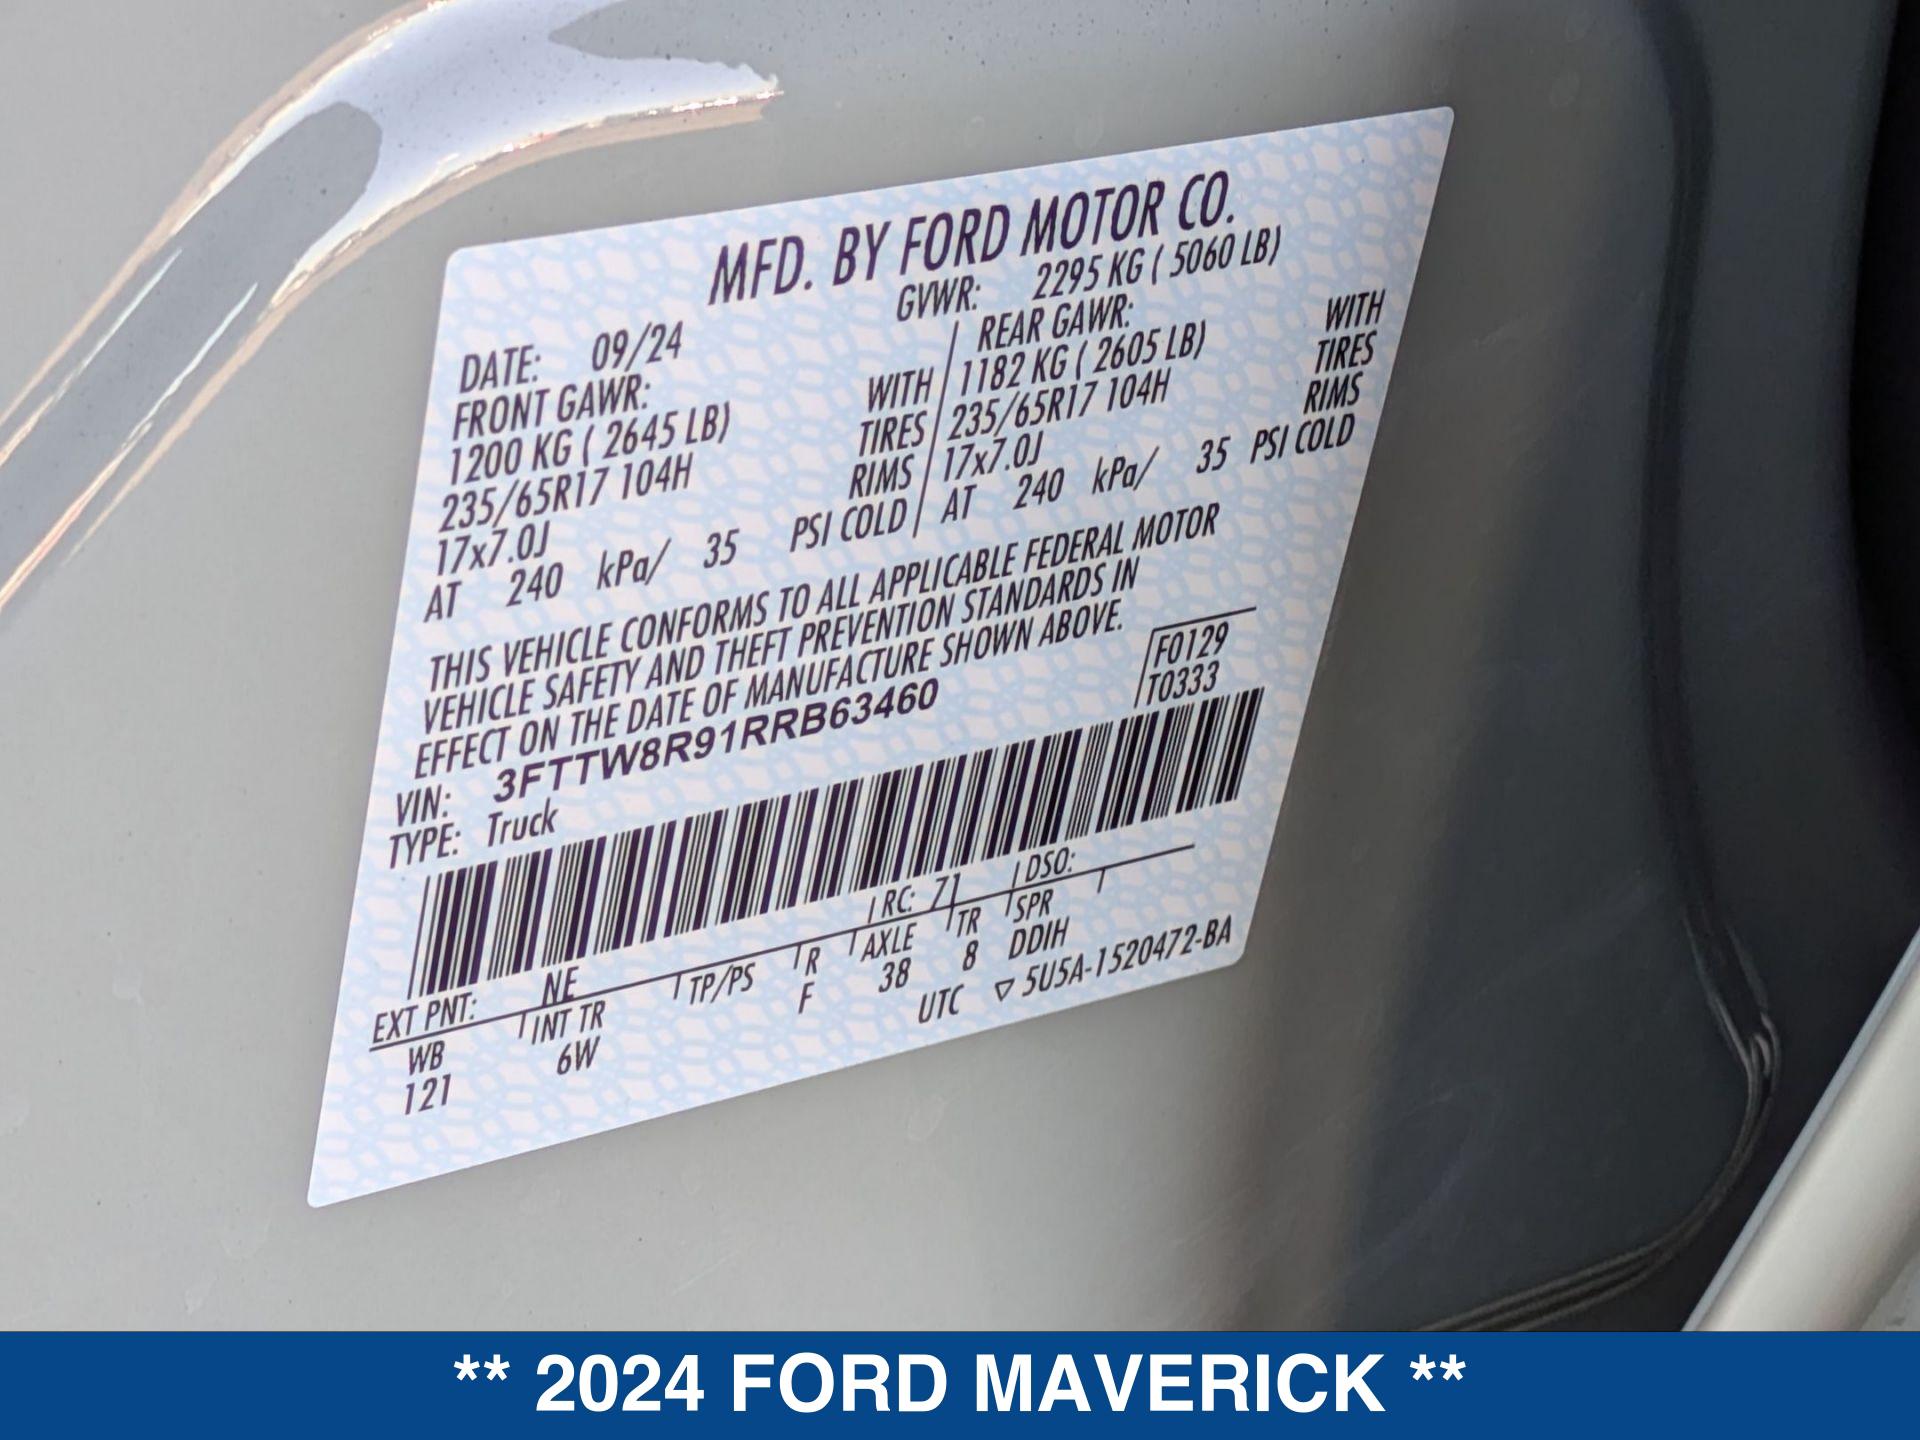 MFD. BY FORD MOTOR CO.
DATE: 09/24 GVWR: 2295 KG ( 5060 LB)
FRONT GAWR: REAR GAWR:
1200 KG ( 2645 LB) WITH 1182 KG ( 2605 LB) WITH
235/65R17 104H TIRES 235/65R17 104H TIRES
17x7.0J RIMS 17x7.0J RIMS
AT 240 kPa/ 35 PSI COLD AT 240 kPa/ 35 PSI COLD
THIS VEHICLE CONFORMS TO ALL APPLICABLE FEDERAL MOTOR
VEHICLE SAFETY AND THEFT PREVENTION STANDARDS IN
EFFECT ON THE DATE OF MANUFACTURE SHOWN ABOVE.
F0129
VIN: 3FTTW8R91RRB63460
T0333
TYPE: Truck
EXT PNT: NE RC: 71 DSO:
WB INT TR TP/PS R AXLE TR SPR
121 6W F 38 8 DDIH
UTC ▽ 5U5A-1520472-BA
** 2024 FORD MAVERICK **